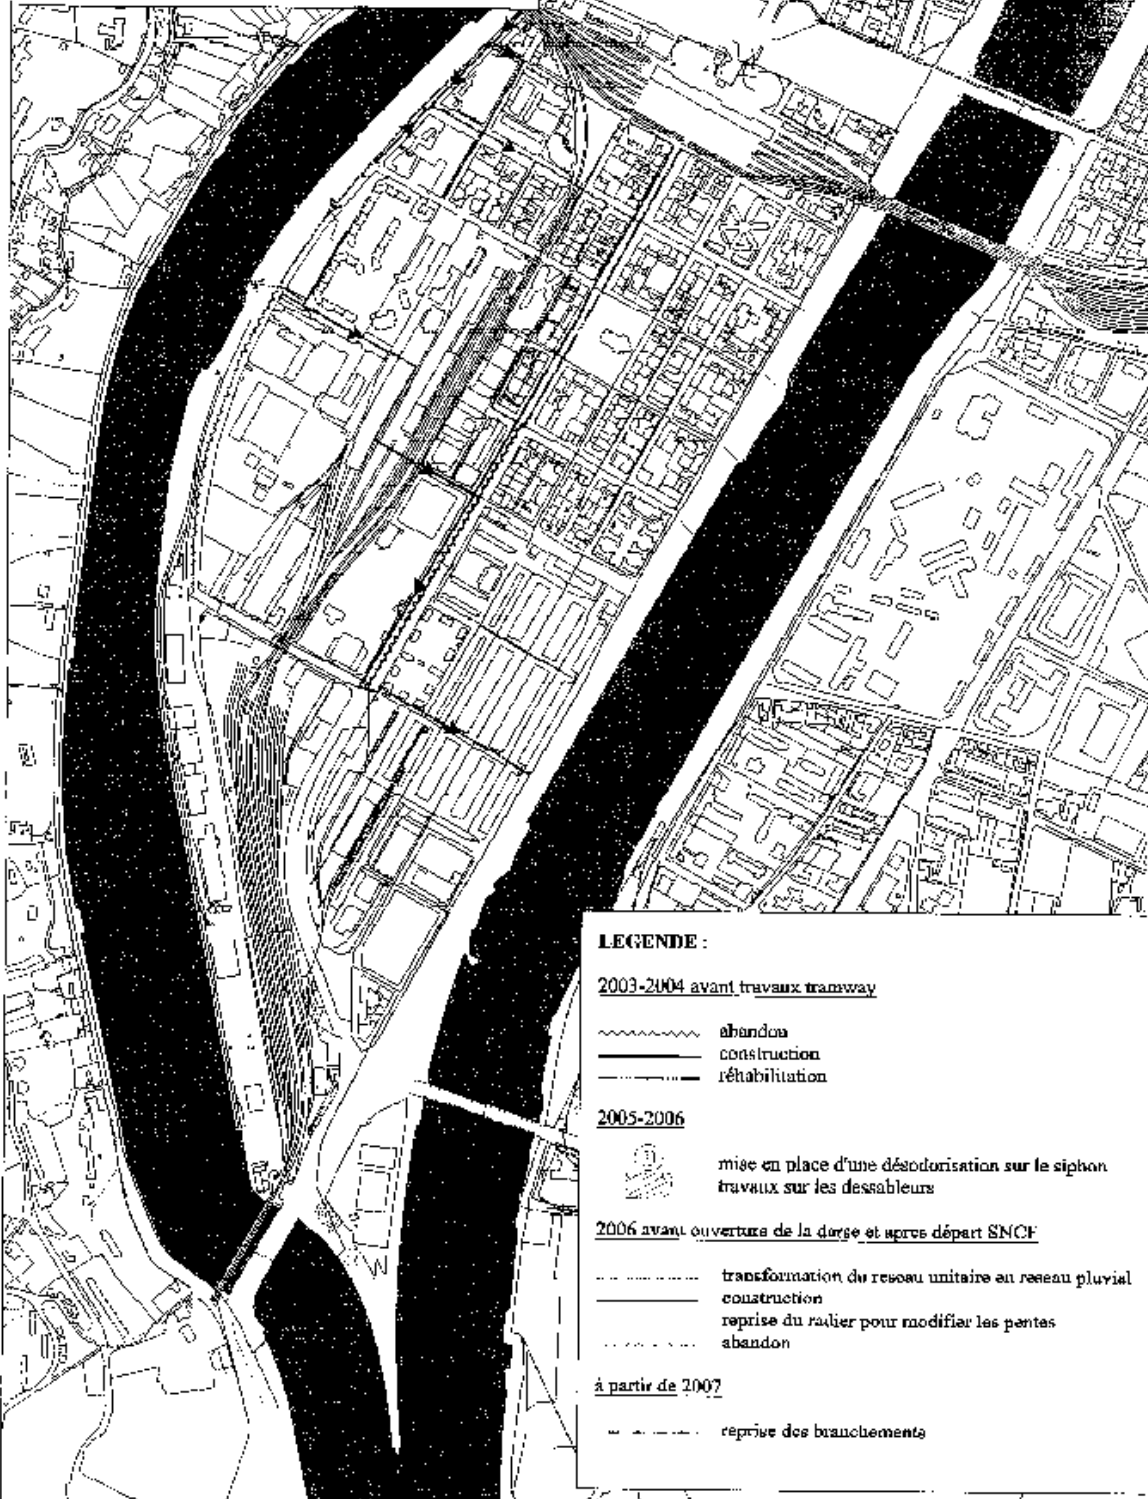 LEGENDE :
2003-2004 avant travaux tramway
abandon
construction
réhabilitation
2005-2006
mise en place d'une désodorisation sur le siphon
travaux sur les dessableurs
2006 avant ouverture de la darse et apres départ SNCF
transformation du reseau unitaire en reseau pluvial
construction
reprise du radier pour modifier les pentes
abandon
à partir de 2007
reprise des branchements